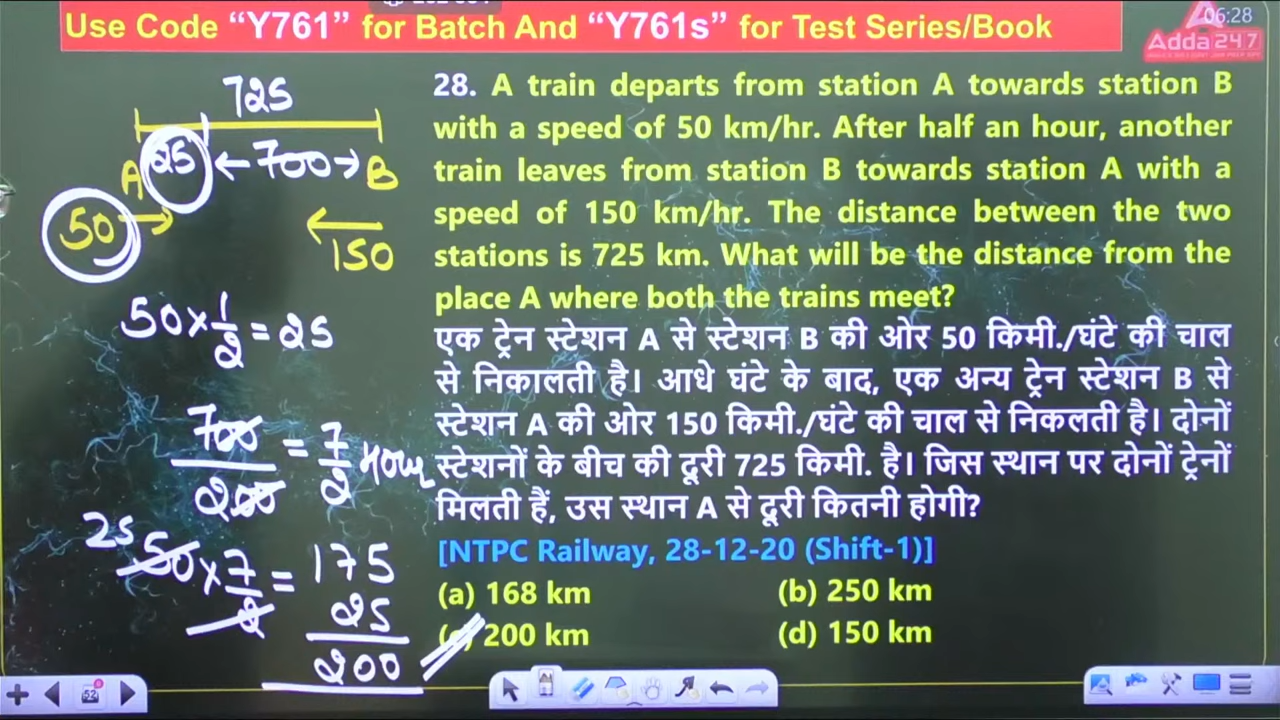 Use Code “Y761” for Batch And “Y761s” for Test Series/Book
06:28
Adda247
725
A 25 ←700→ B
50 →
← 150
50×1/2=25
700/200 = 7/2 Hour
25 50×7/2 = 175
25
200
28. A train departs from station A towards station B
with a speed of 50 km/hr. After half an hour, another
train leaves from station B towards station A with a
speed of 150 km/hr. The distance between the two
stations is 725 km. What will be the distance from the
place A where both the trains meet?
एक ट्रेन स्टेशन A से स्टेशन B की ओर 50 किमी./घंटे की चाल
से निकालती है। आधे घंटे के बाद, एक अन्य ट्रेन स्टेशन B से
स्टेशन A की ओर 150 किमी./घंटे की चाल से निकलती है। दोनों
स्टेशनों के बीच की दूरी 725 किमी. है। जिस स्थान पर दोनों ट्रेनों
मिलती हैं, उस स्थान A से दूरी कितनी होगी?
[NTPC Railway, 28-12-20 (Shift-1)]
(a) 168 km (b) 250 km
(c) 200 km (d) 150 km
52